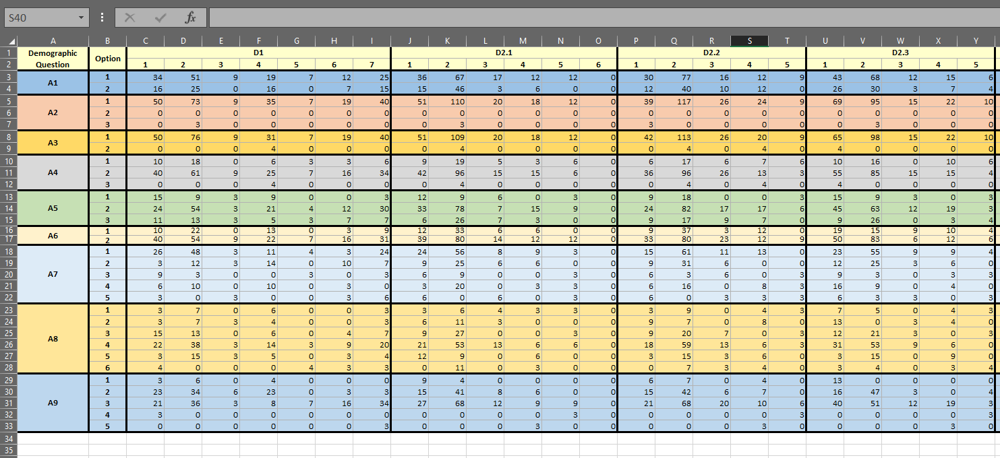 S40 fx
A B C D E F G H I J K L M N O P Q R S T U V W X Y
1 Demographic Question Option D1 D2.1 D2.2 D2.3
2 1 2 3 4 5 6 7 1 2 3 4 5 6 1 2 3 4 5 1 2 3 4 5
3 A1 1 34 51 9 19 7 12 25 36 67 17 12 12 0 30 77 16 12 9 43 68 12 15 6
4 2 16 25 0 16 0 7 15 15 46 3 6 0 0 12 40 10 12 0 26 30 3 7 4
5 A2 1 50 73 9 35 7 19 40 51 110 20 18 12 0 39 117 26 24 9 69 95 15 22 10
6 2 0 0 0 0 0 0 0 0 0 0 0 0 0 0 0 0 0 0 0 0 0 0 0
7 3 0 3 0 0 0 0 0 0 3 0 0 0 0 3 0 0 0 0 0 3 0 0 0
8 A3 1 50 76 9 31 7 19 40 51 109 20 18 12 0 42 113 26 20 9 65 98 15 22 10
9 2 0 0 0 4 0 0 0 0 4 0 0 0 0 0 4 0 4 0 4 0 0 0 0
10 A4 1 10 18 0 6 3 3 6 9 19 5 3 6 0 6 17 6 7 6 10 16 0 10 6
11 2 40 61 9 25 7 16 34 42 96 15 15 6 0 36 96 26 13 3 55 85 15 15 4
12 3 0 0 0 4 0 0 0 0 4 0 0 0 0 0 4 0 4 0 4 0 0 0 0
13 A5 1 15 9 3 9 0 0 3 12 9 6 0 3 0 9 18 0 0 3 15 9 3 0 3
14 2 24 54 3 21 4 12 30 33 78 7 15 9 0 24 82 17 17 6 45 63 12 19 3
15 3 11 13 3 5 3 7 7 6 26 7 3 0 0 9 17 9 7 0 9 26 0 3 4
16 A6 1 10 22 0 13 0 3 9 12 33 6 6 0 0 9 37 3 12 0 19 15 9 10 4
17 2 40 54 9 22 7 16 31 39 80 14 12 12 0 33 80 23 12 9 50 83 6 12 6
18 A7 1 26 48 3 11 4 3 24 24 56 8 9 3 0 15 61 11 13 0 23 55 9 9 4
19 2 3 12 3 14 0 10 7 9 25 6 6 0 0 9 31 6 0 0 12 25 3 6 0
20 3 9 3 0 0 3 0 3 6 9 0 0 3 0 6 3 6 0 3 9 3 0 3 3
21 4 6 10 0 10 0 3 0 3 20 0 3 3 0 6 16 0 8 3 16 9 0 4 0
22 5 3 0 3 0 0 3 6 6 0 6 0 3 0 6 0 3 3 3 6 3 3 0 3
23 A8 1 3 7 0 6 0 0 3 3 6 4 3 3 0 3 9 0 4 3 7 5 0 4 3
24 2 3 7 3 4 0 0 3 6 11 3 0 0 0 9 7 0 8 0 13 0 3 4 0
25 3 15 13 0 6 0 4 7 9 27 0 0 3 0 9 20 7 0 3 12 21 3 0 3
26 4 22 38 3 14 3 9 20 21 53 13 6 6 0 18 59 13 6 3 31 53 9 6 0
27 5 3 15 3 5 0 3 4 12 9 0 6 0 0 3 15 3 6 0 3 15 0 9 0
28 6 4 0 0 0 4 3 3 0 11 0 3 0 0 0 7 3 4 0 3 4 0 3 4
29 A9 1 3 6 0 4 0 0 0 9 4 0 0 0 0 6 7 0 4 0 13 0 0 0 0
30 2 23 34 6 23 0 3 3 15 41 8 6 0 0 15 42 6 7 0 16 47 3 0 4
31 3 21 36 3 8 7 16 34 27 68 12 9 9 0 21 68 20 10 6 40 51 12 19 3
32 4 3 0 0 0 0 0 0 0 0 0 0 3 0 0 0 0 0 3 0 0 0 0 3
33 5 0 0 0 0 0 0 3 0 0 0 3 0 0 0 0 0 3 0 0 0 0 3 0
34
35